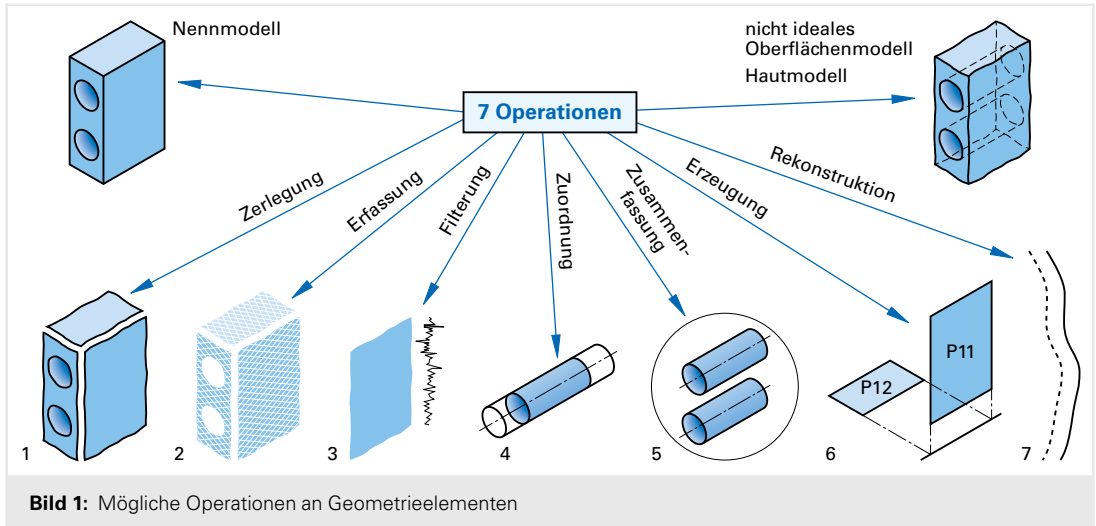 Nennmodell
nicht ideales
Oberflächenmodell
Hautmodell
7 Operationen
Zerlegung
Erfassung
Filterung
Zuordnung
Zusammen-
fassung
Erzeugung
Rekonstruktion
P11
P12
1
2
3
4
5
6
7
Bild 1: Mögliche Operationen an Geometrieelementen